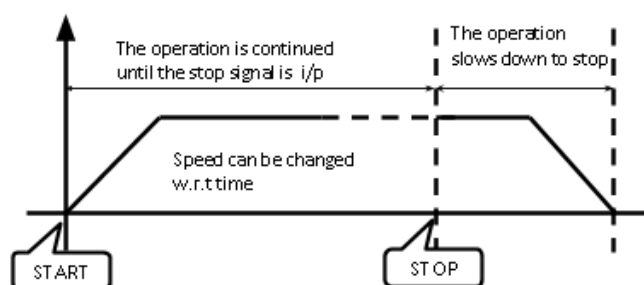 The operation is continued
until the stop signal is i/p
The operation
slows down to stop
Speed can be changed
w.r.t time
START
STOP